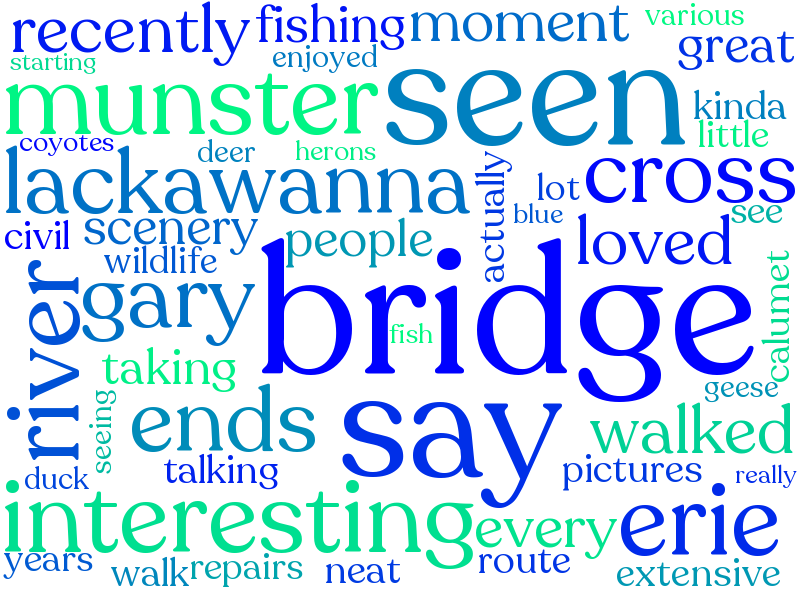 recently fishing moment various
starting enjoyed great
munster seen kinda
coyotes deer herons little
lackawanna actually lot cross
civil scenery people blue see
wildlife loved
river gary bridge calumet
fish
taking geese
seeing ends say walked
duck talking pictures really
interesting every erie
years walk repairs neat route extensive